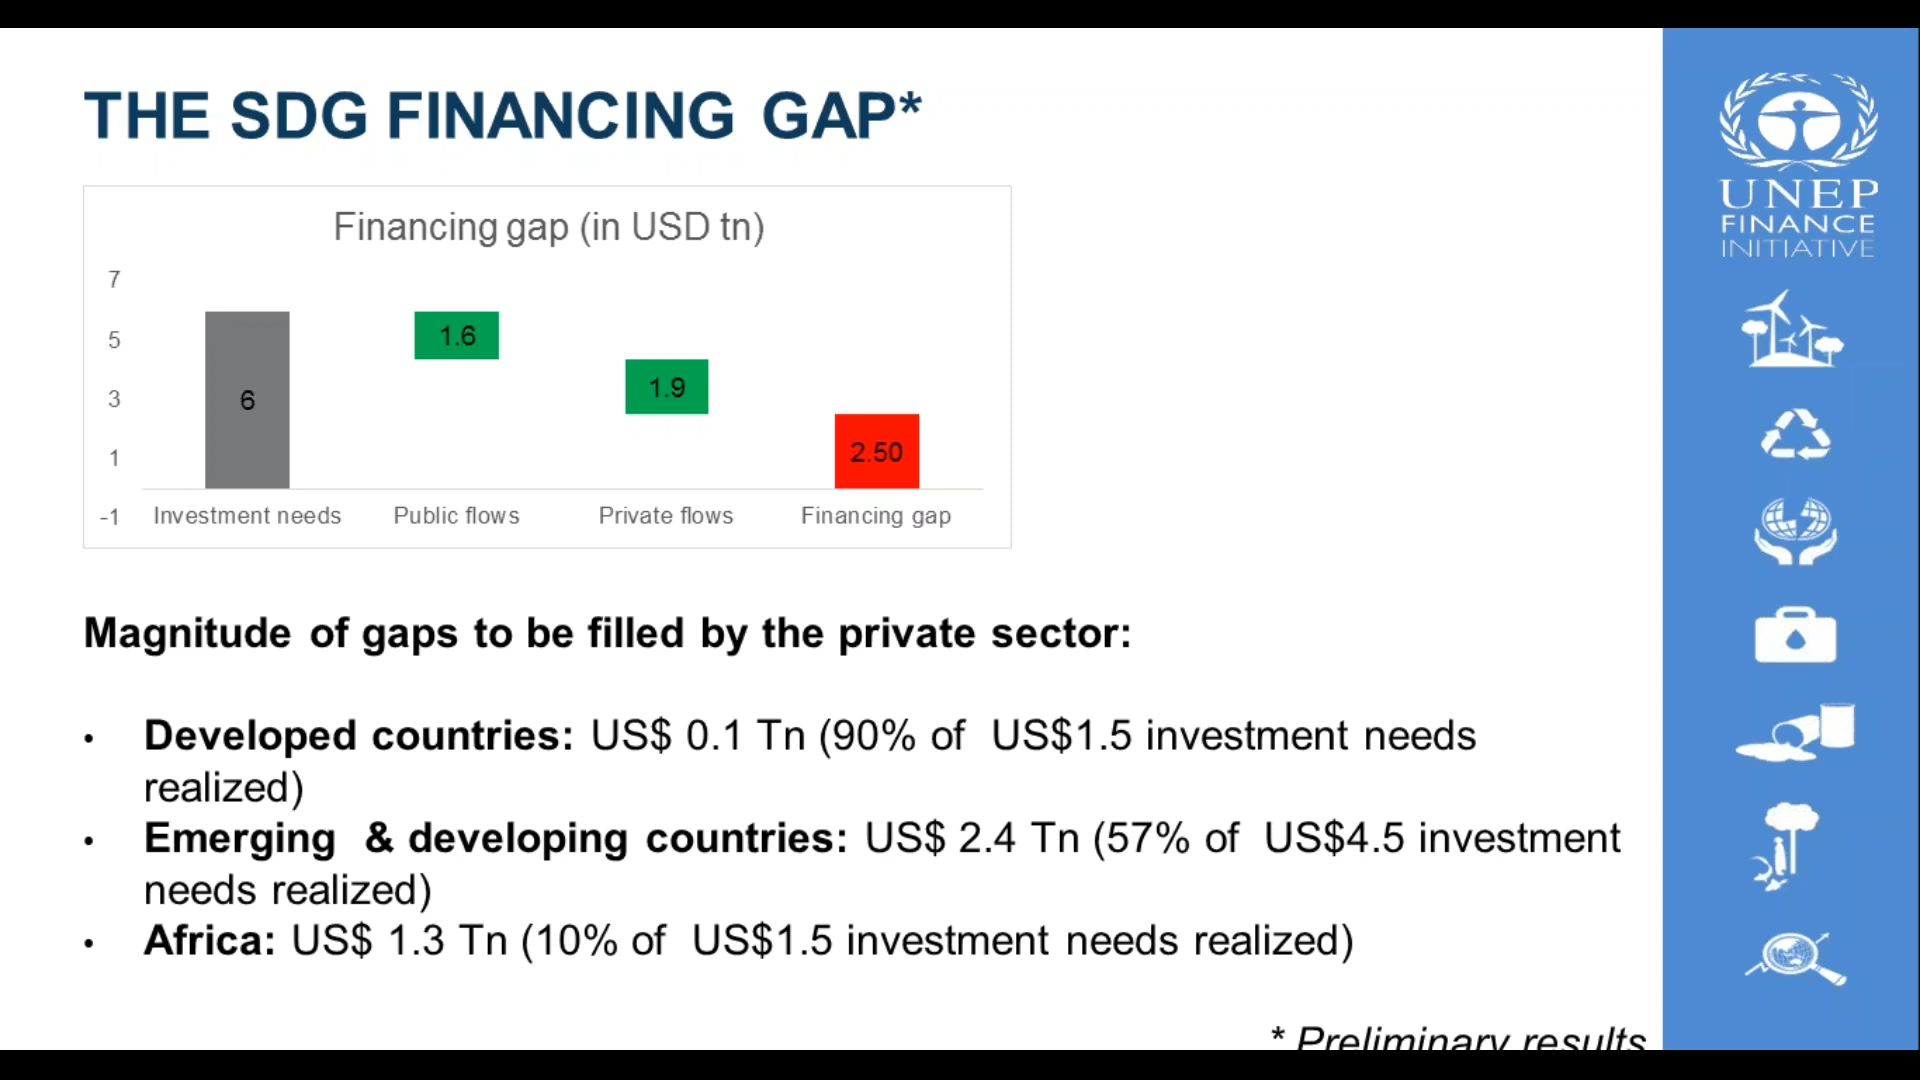 THE SDG FINANCING GAP*
UNEP
FINANCE
INITIATIVE
Financing gap (in USD tn)
7
5
3
1
-1
6
1.6
1.9
2.50
Investment needs
Public flows
Private flows
Financing gap
Magnitude of gaps to be filled by the private sector:
• Developed countries: US$ 0.1 Tn (90% of US$1.5 investment needs
realized)
• Emerging & developing countries: US$ 2.4 Tn (57% of US$4.5 investment
needs realized)
• Africa: US$ 1.3 Tn (10% of US$1.5 investment needs realized)
* Preliminary results